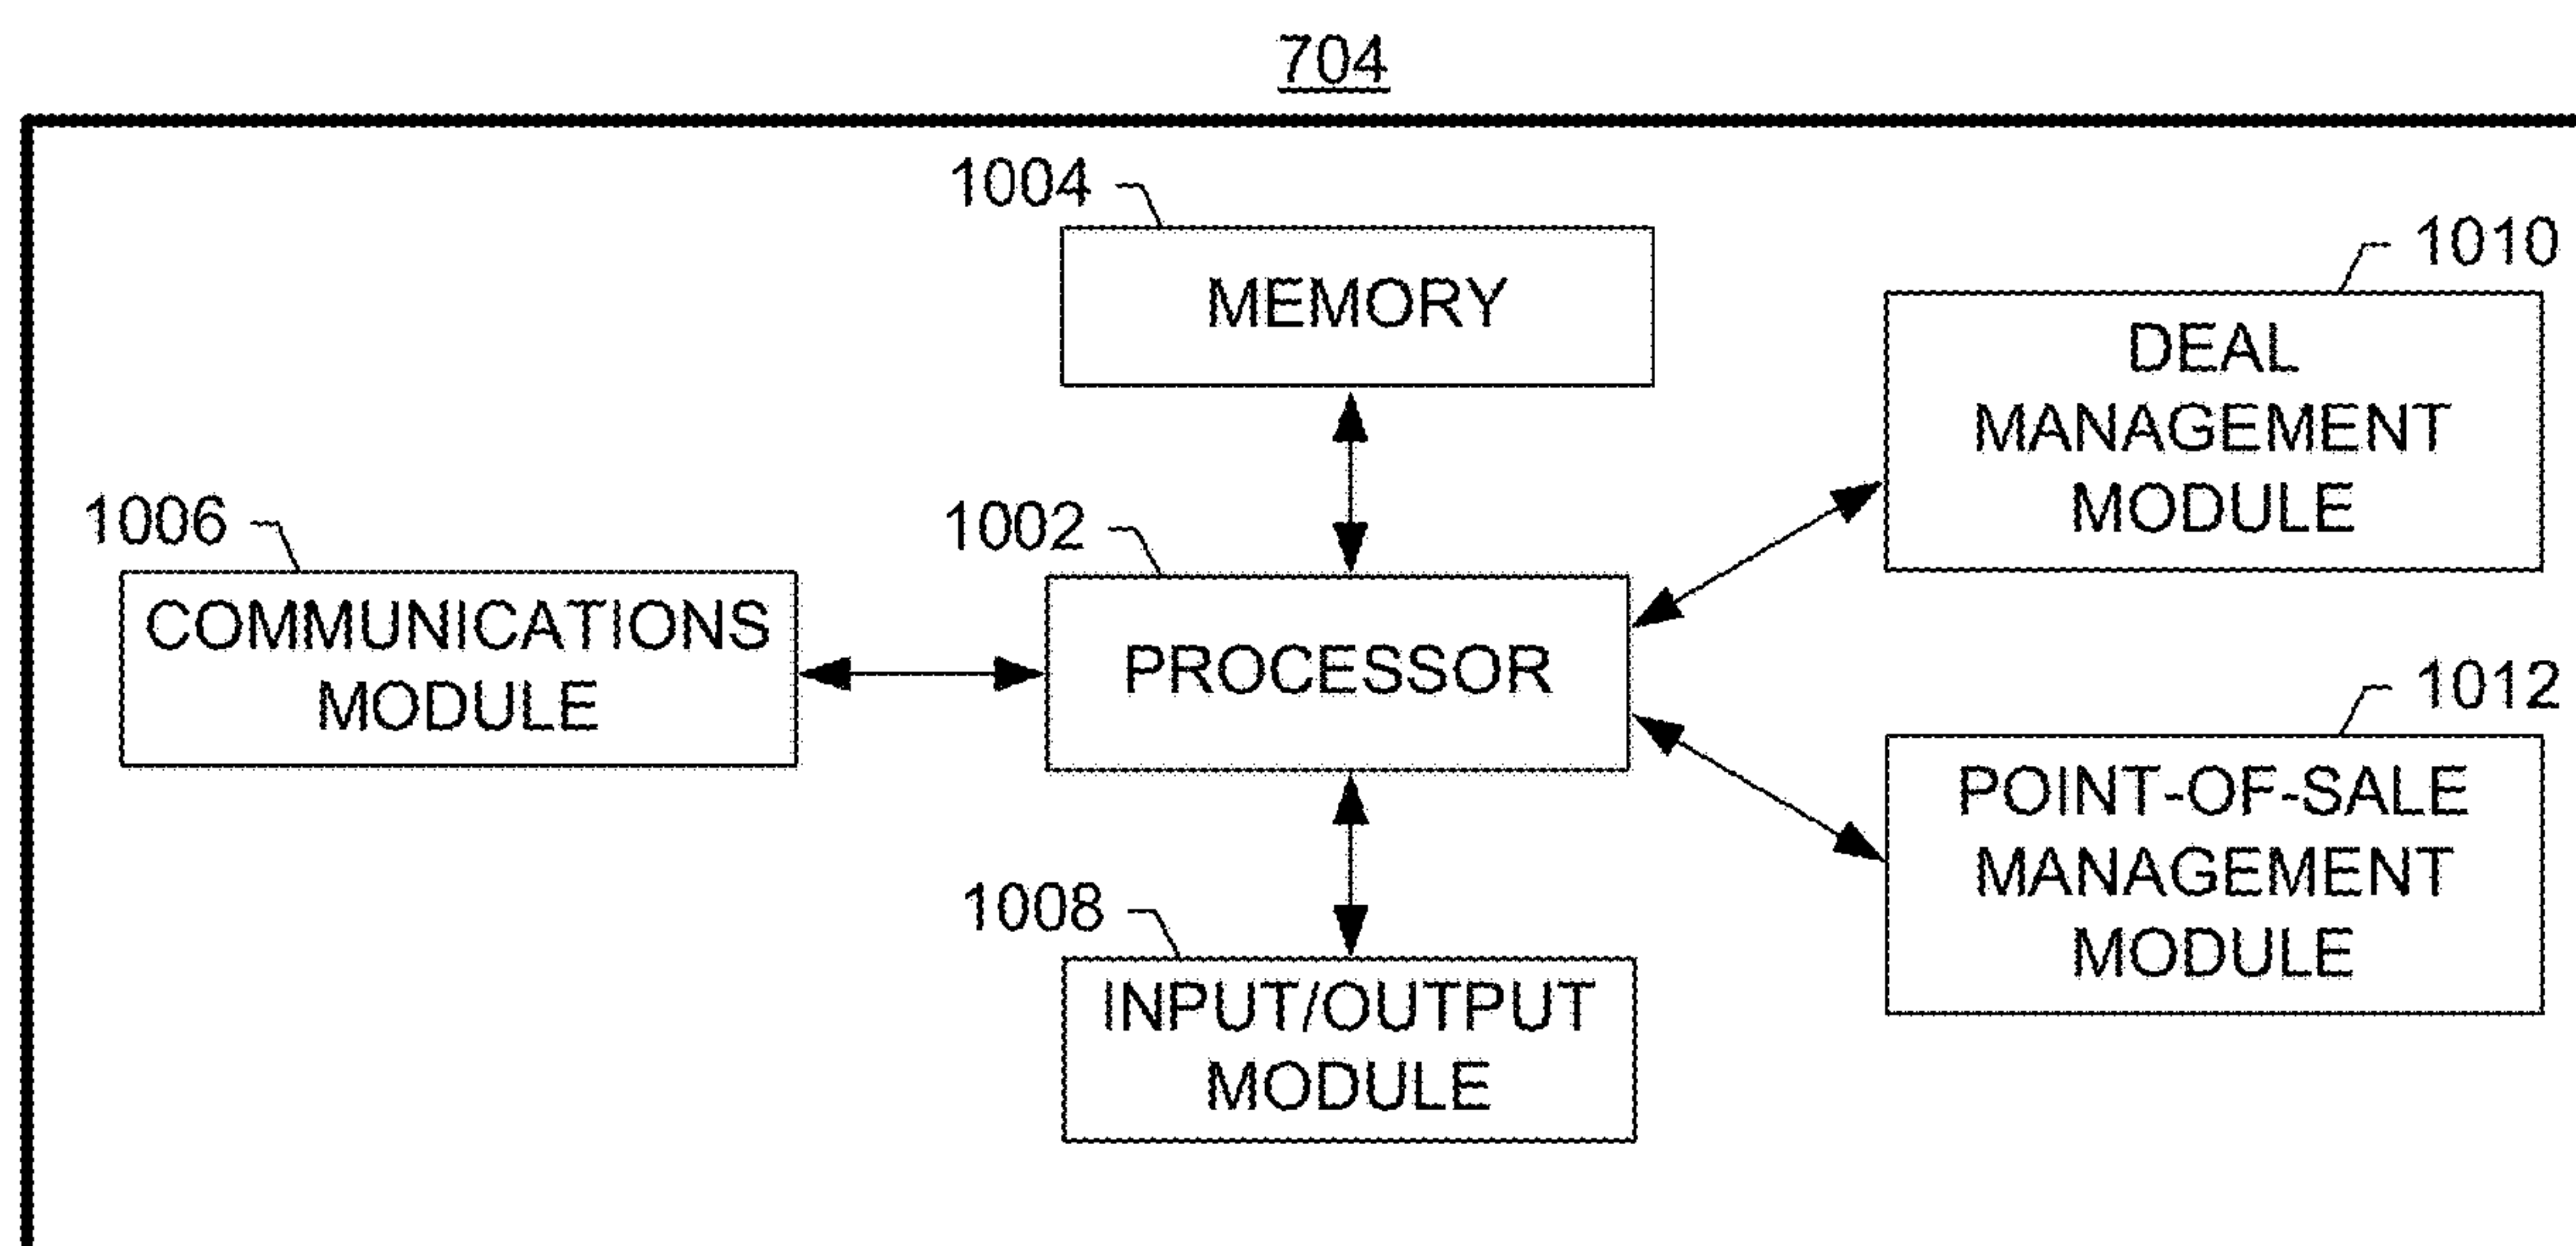 704
1004
MEMORY
1010
DEAL
MANAGEMENT
MODULE
1006
COMMUNICATIONS
MODULE
1002
PROCESSOR
1012
POINT-OF-SALE
MANAGEMENT
MODULE
1008
INPUT/OUTPUT
MODULE